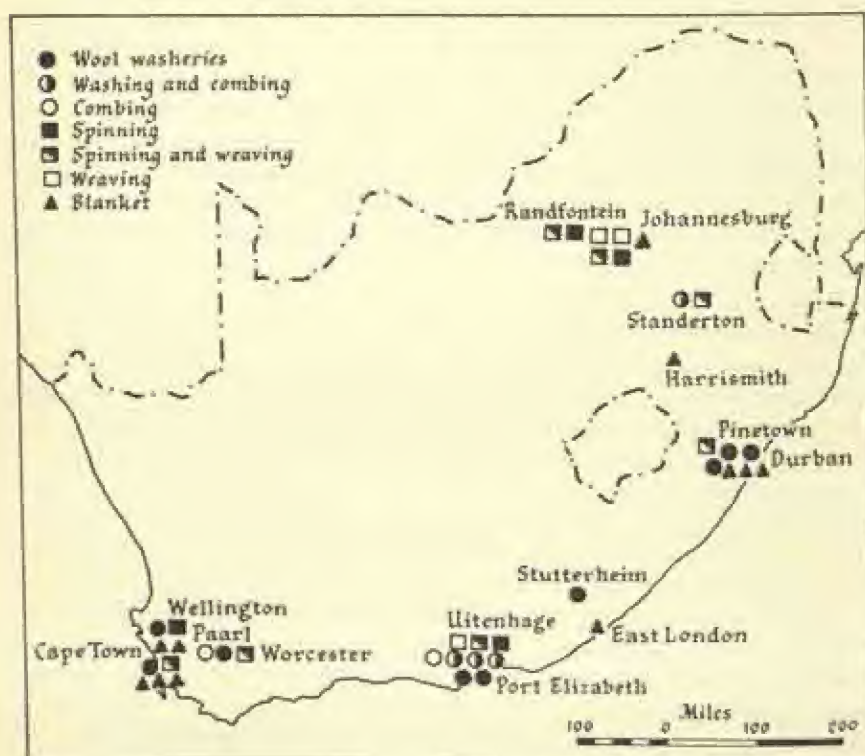 Wool washeries
Washing and combing
Combing
Spinning
Spinning and weaving
Weaving
Blanket
Randfontein
Johannesburg
Standerton
Harrismith
Pinetown
Durban
Stutterheim
Wellington
Uitenhage
Paarl
East London
Cape Town
Worcester
Port Elizabeth
Miles
100 0 100 200